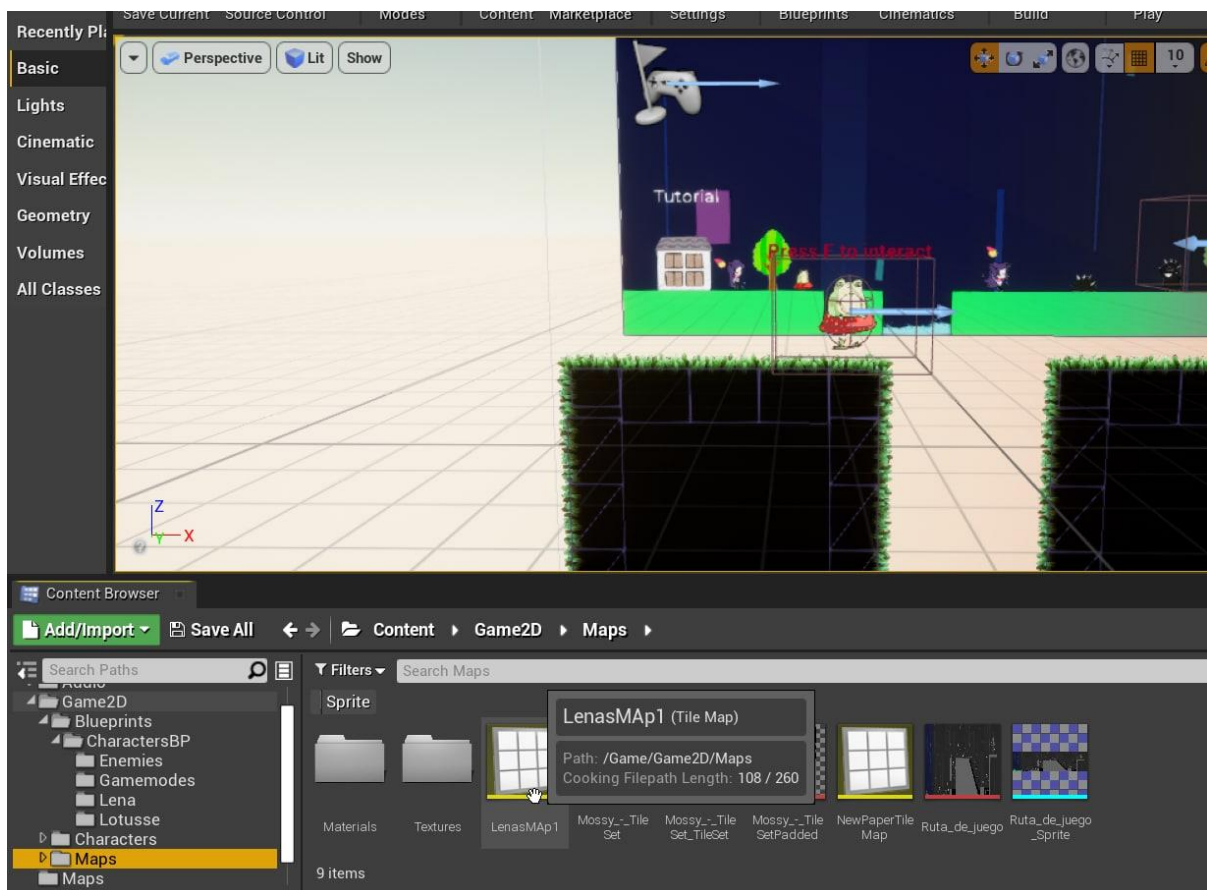 Save Current Source Control Modes Content Marketplace Settings Blueprints Cinematics Build Play
Recently Pla
Basic
Lights
Cinematic
Visual Effec
Geometry
Volumes
All Classes
Perspective Lit Show
10
Tutorial
Press F to interact
Z
Y X
Content Browser
Add/Import Save All Content Game2D Maps
Search Paths
Audio
Game2D
Blueprints
CharactersBP
Enemies
Gamemodes
Lena
Lotusse
Characters
Maps
Maps
Filters Search Maps
Sprite
LenasMAp1 (Tile Map)
Path: /Game/Game2D/Maps
Cooking Filepath Length: 108 / 260
Materials
Textures
LenasMAp1
Mossy_-_Tile
Set
Mossy_-_Tile
Set_TileSet
Mossy_-_Tile
SetPadded
NewPaperTile
Map
Ruta_de_juego
Ruta_de_juego
_Sprite
9 items